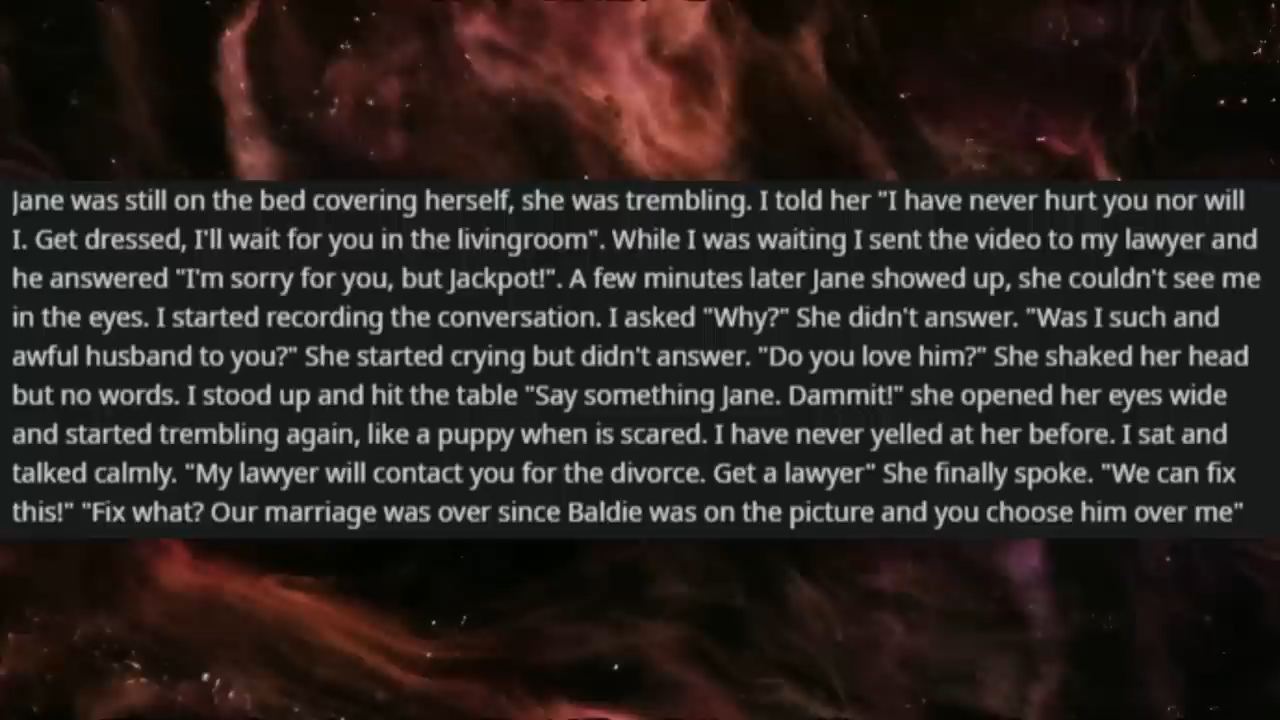 Jane was still on the bed covering herself, she was trembling. I told her "I have never hurt you nor will
I. Get dressed, I'll wait for you in the livingroom". While I was waiting I sent the video to my lawyer and
he answered "I'm sorry for you, but Jackpot!". A few minutes later Jane showed up, she couldn't see me
in the eyes. I started recording the conversation. I asked "Why?" She didn't answer. "Was I such and
awful husband to you?" She started crying but didn't answer. "Do you love him?" She shaked her head
but no words. I stood up and hit the table "Say something Jane. Dammit!" she opened her eyes wide
and started trembling again, like a puppy when is scared. I have never yelled at her before. I sat and
talked calmly. "My lawyer will contact you for the divorce. Get a lawyer" She finally spoke. "We can fix
this!" "Fix what? Our marriage was over since Baldie was on the picture and you choose him over me"